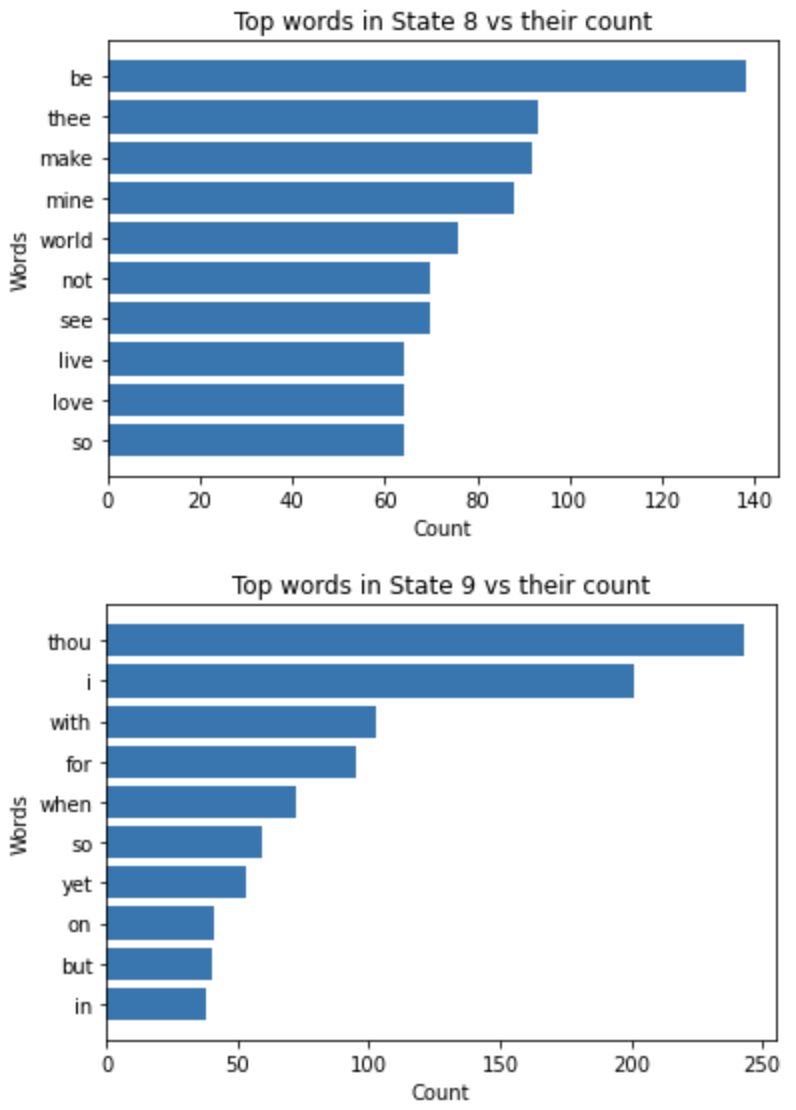 Top words in State 8 vs their count
be
thee
make
mine
world
not
see
live
love
so
Words
0 20 40 60 80 100 120 140
Count
Top words in State 9 vs their count
thou
i
with
for
when
so
yet
on
but
in
Words
0 50 100 150 200 250
Count